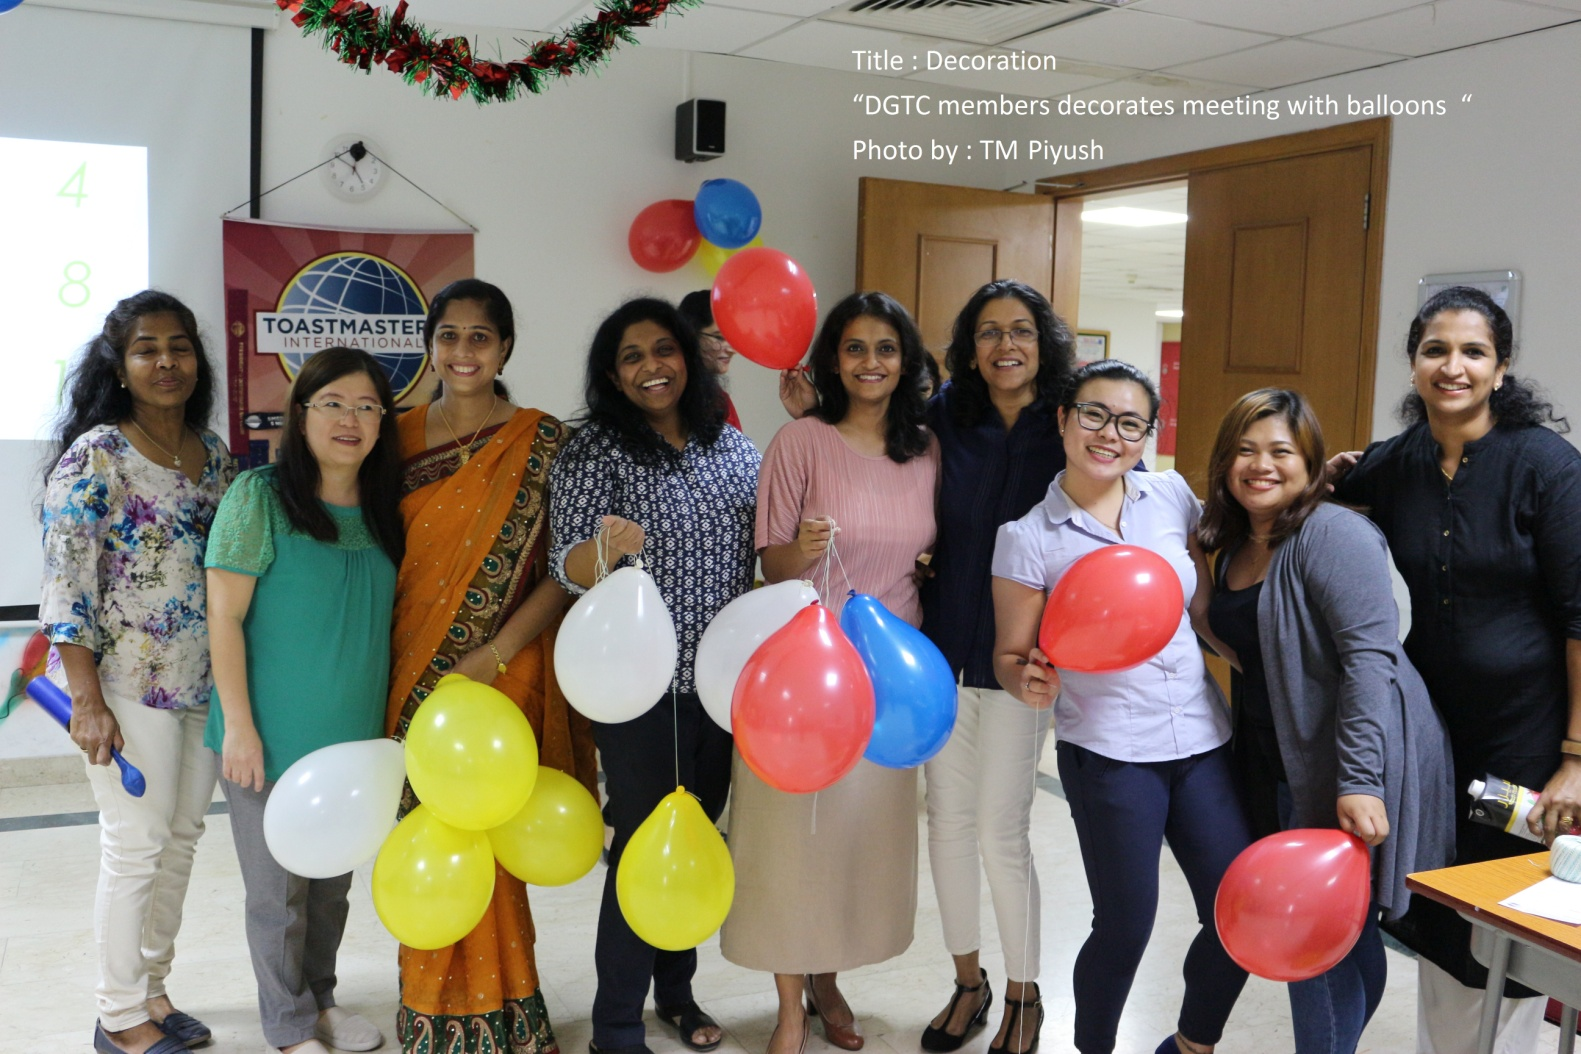 Title : Decoration
“DGTC members decorates meeting with balloons “
Photo by : TM Piyush
4
8
TOASTMASTER
INTERNATIONAL